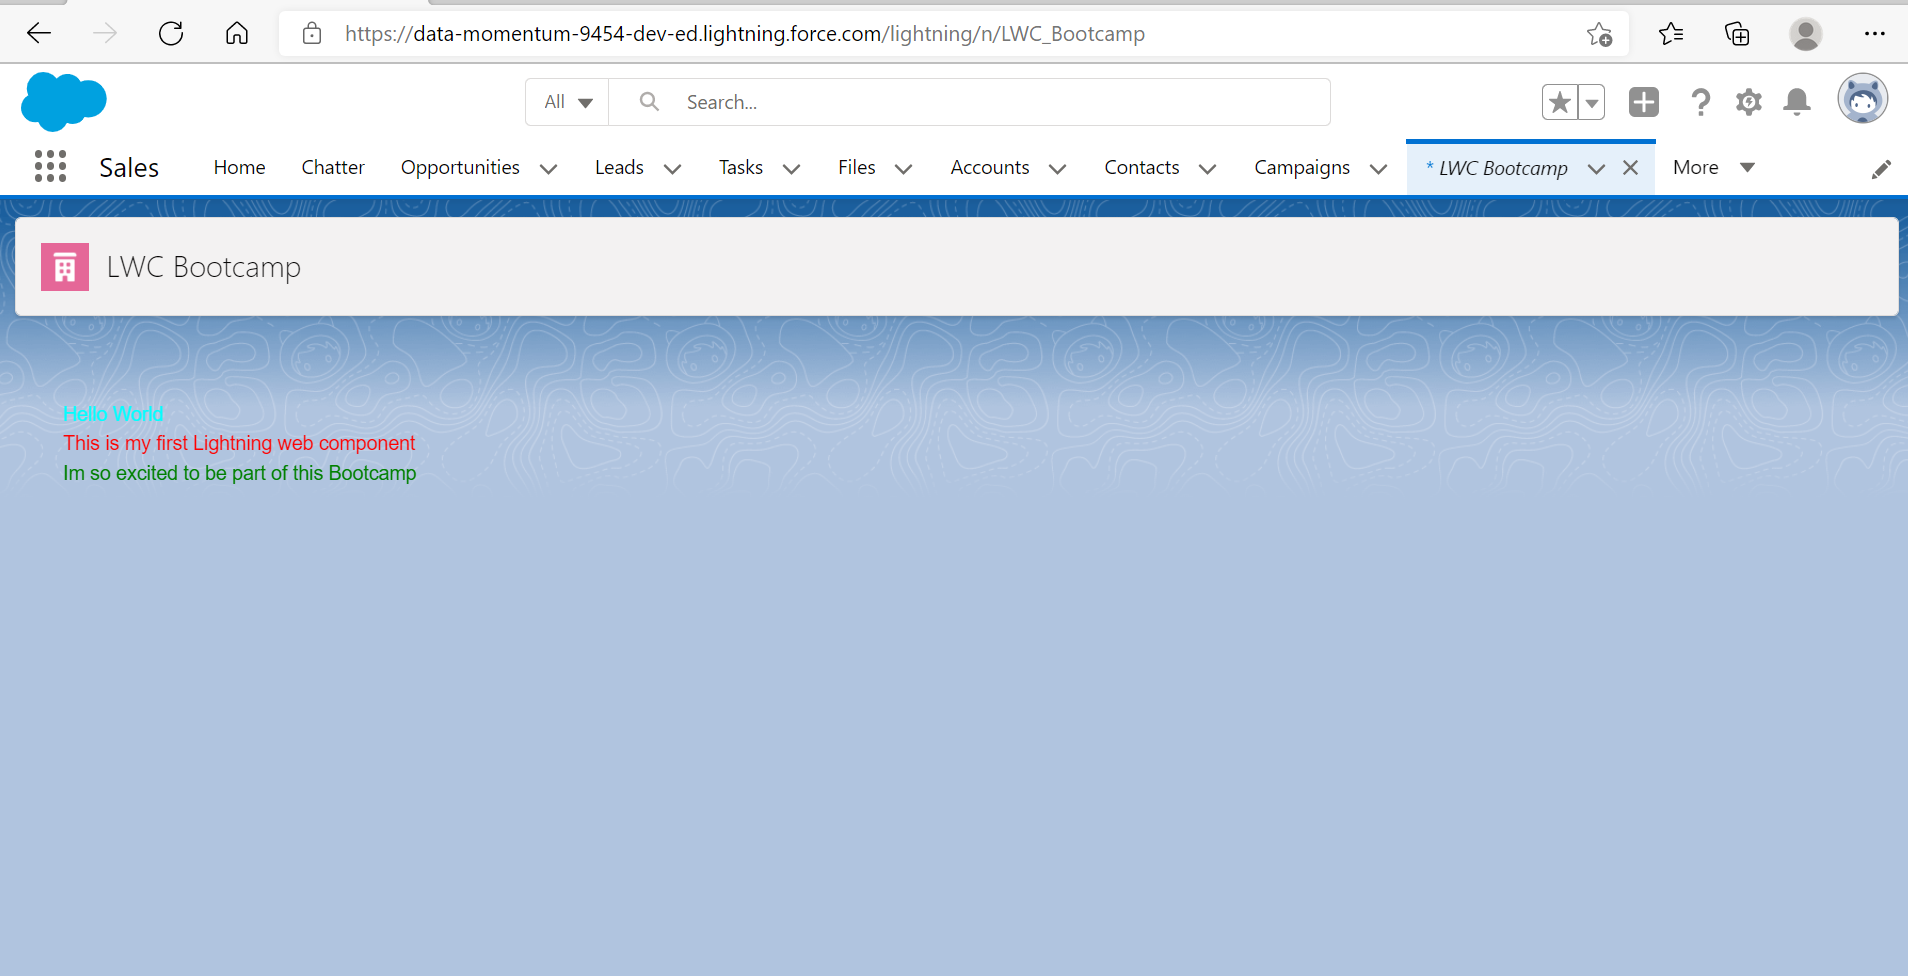 https://data-momentum-9454-dev-ed.lightning.force.com/lightning/n/LWC_Bootcamp
All Search...
Sales Home Chatter Opportunities Leads Tasks Files Accounts Contacts Campaigns * LWC Bootcamp More
LWC Bootcamp
Hello World
This is my first Lightning web component
Im so excited to be part of this Bootcamp